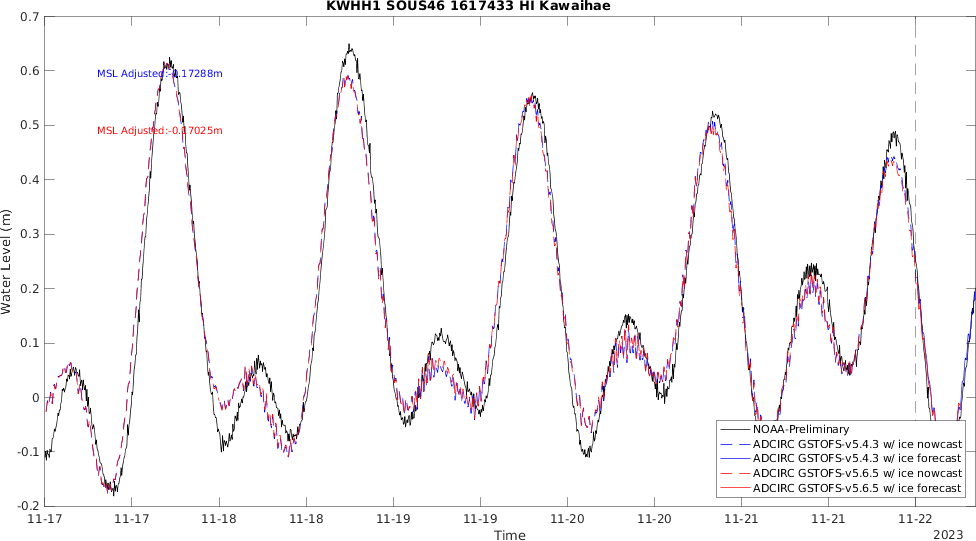 KWHH1 SOUS46 1617433 HI Kawaihae
0.7
0.6
0.5
0.4
0.3
0.2
0.1
0
-0.1
-0.2
Water Level (m)
MSL Adjusted:-0.17288m
MSL Adjusted:-0.17025m
NOAA-Preliminary
ADCIRC GSTOFS-v5.4.3 w/ ice nowcast
ADCIRC GSTOFS-v5.4.3 w/ ice forecast
ADCIRC GSTOFS-v5.6.5 w/ ice nowcast
ADCIRC GSTOFS-v5.6.5 w/ ice forecast
11-17 11-17 11-18 11-18 11-19 11-19 11-20 11-20 11-21 11-21 11-22
Time
2023